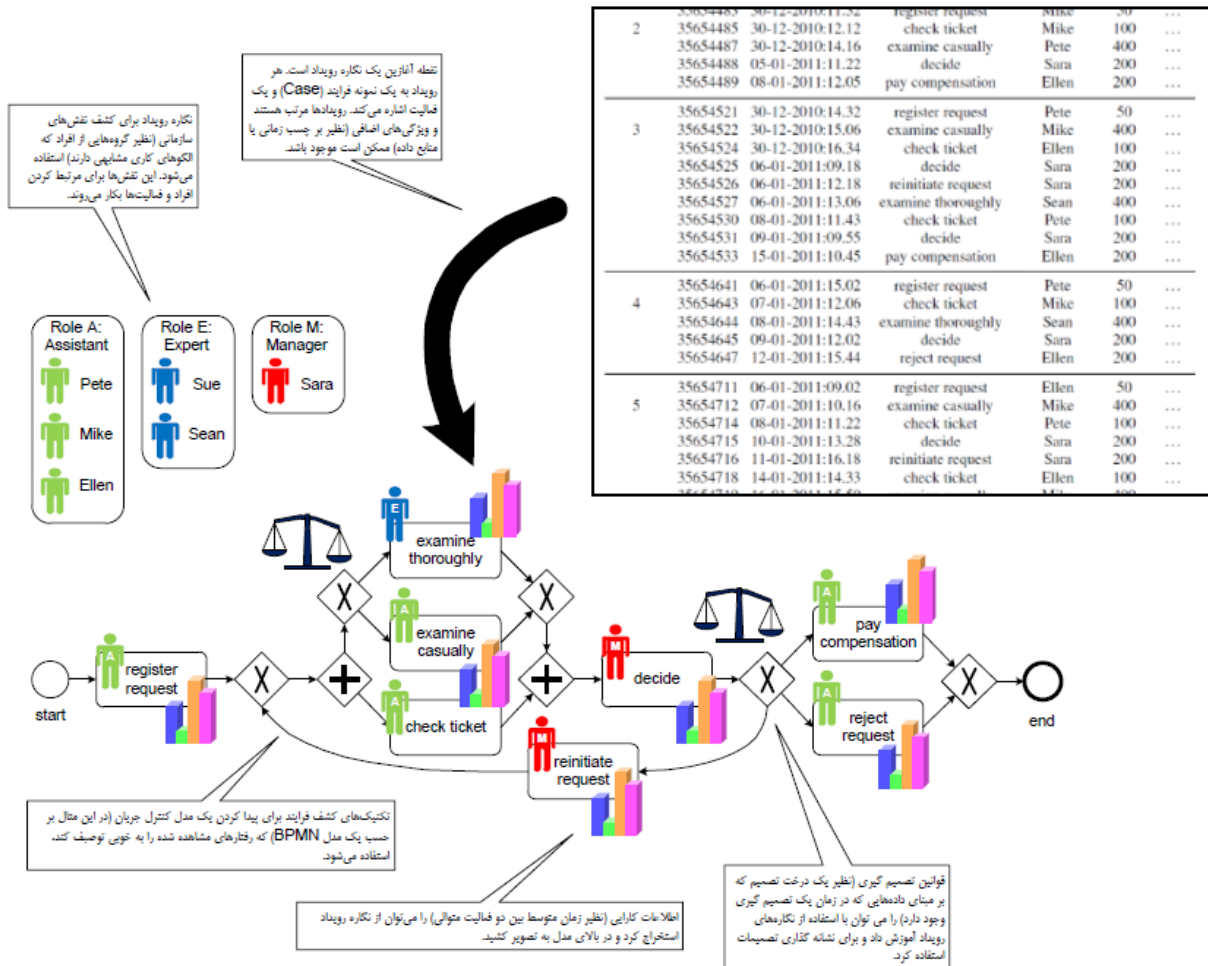 35654483 30-12-2010:11.32 register request Mike 50 ...
2 35654485 30-12-2010:12.12 check ticket Mike 100 ...
35654487 30-12-2010:14.16 examine casually Pete 400 ...
35654488 05-01-2011:11.22 decide Sara 200 ...
35654489 08-01-2011:12.05 pay compensation Ellen 200 ...
35654521 30-12-2010:14.32 register request Pete 50 ...
3 35654522 30-12-2010:15.06 examine casually Mike 400 ...
35654524 30-12-2010:16.34 check ticket Ellen 100 ...
35654525 06-01-2011:09.18 decide Sara 200 ...
35654526 06-01-2011:12.18 reinitiate request Sara 200 ...
35654527 06-01-2011:13.06 examine thoroughly Sean 400 ...
35654530 08-01-2011:11.43 check ticket Pete 100 ...
35654531 09-01-2011:09.55 decide Sara 200 ...
35654533 15-01-2011:10.45 pay compensation Ellen 200 ...
35654641 06-01-2011:15.02 register request Pete 50 ...
4 35654643 07-01-2011:12.06 check ticket Mike 100 ...
35654644 08-01-2011:14.43 examine thoroughly Sean 400 ...
35654645 09-01-2011:12.02 decide Sara 200 ...
35654647 12-01-2011:15.44 reject request Ellen 200 ...
35654711 06-01-2011:09.02 register request Ellen 50 ...
5 35654712 07-01-2011:10.16 examine casually Mike 400 ...
35654714 08-01-2011:11.22 check ticket Pete 100 ...
35654715 10-01-2011:13.28 decide Sara 200 ...
35654716 11-01-2011:16.18 reinitiate request Sara 200 ...
35654718 14-01-2011:14.33 check ticket Ellen 100 ...
نقطه آغازین یک نگاره رویداد است. هر
رویداد به یک نمونه فرایند (Case) و یک
فعالیت اشاره می‌کند. رویدادها مرتب هستند
و ویژگی‌های اضافی (نظیر بر چسب زمانی یا
منابع داده) ممکن است موجود باشد.
نگاره رویداد برای کشف نقش‌های
سازمانی (نظیر گروه‌هایی از افراد که
الگوهای کاری مشابهی دارند) استفاده
می‌شود. این نقش‌ها برای مرتبط کردن
افراد و فعالیت‌ها بکار می‌روند.
Role A:
Assistant
Pete
Mike
Ellen
Role E:
Expert
Sue
Sean
Role M:
Manager
Sara
E
examine
thoroughly
A
examine
casually
A
check ticket
A
register
request
start
M
decide
M
reinitiate
request
A
pay
compensation
A
reject
request
end
تکنیک‌های کشف فرایند برای پیدا کردن یک مدل کنترل جریان (در این مثال بر
حسب یک مدل BPMN) که رفتارهای مشاهده شده را به خوبی توصیف کند،
استفاده می‌شود.
اطلاعات کارایی (نظیر زمان متوسط بین دو فعالیت متوالی) را می‌توان از نگاره رویداد
استخراج کرد و در بالای مدل به تصویر کشید.
قوانین تصمیم گیری (نظیر یک درخت تصمیم که
بر مبنای داده‌هایی که در زمان یک تصمیم گیری
وجود دارد) را می توان با استفاده از نگاره‌های
رویداد آموزش داد و برای نشانه گذاری تصمیمات
استفاده کرد.